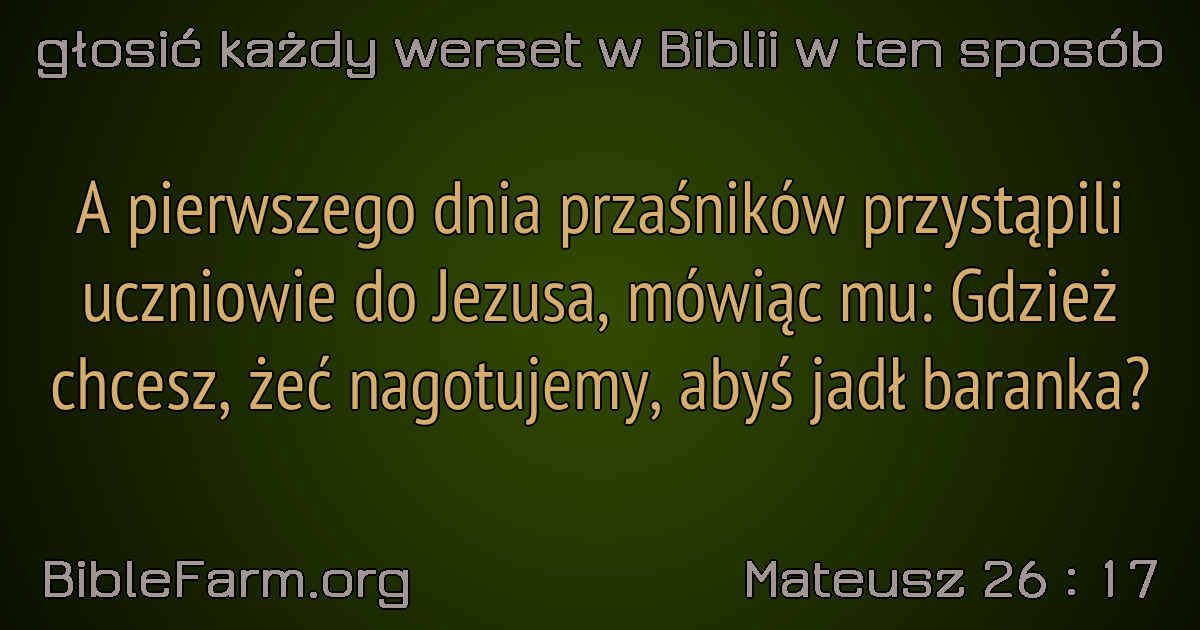 głosić każdy werset w Biblii w ten sposób
A pierwszego dnia przaśników przystąpili
uczniowie do Jezusa, mówiąc mu: Gdzież
chcesz, żeć nagotujemy, abyś jadł baranka?
BibleFarm.org
Mateusz 26 : 17